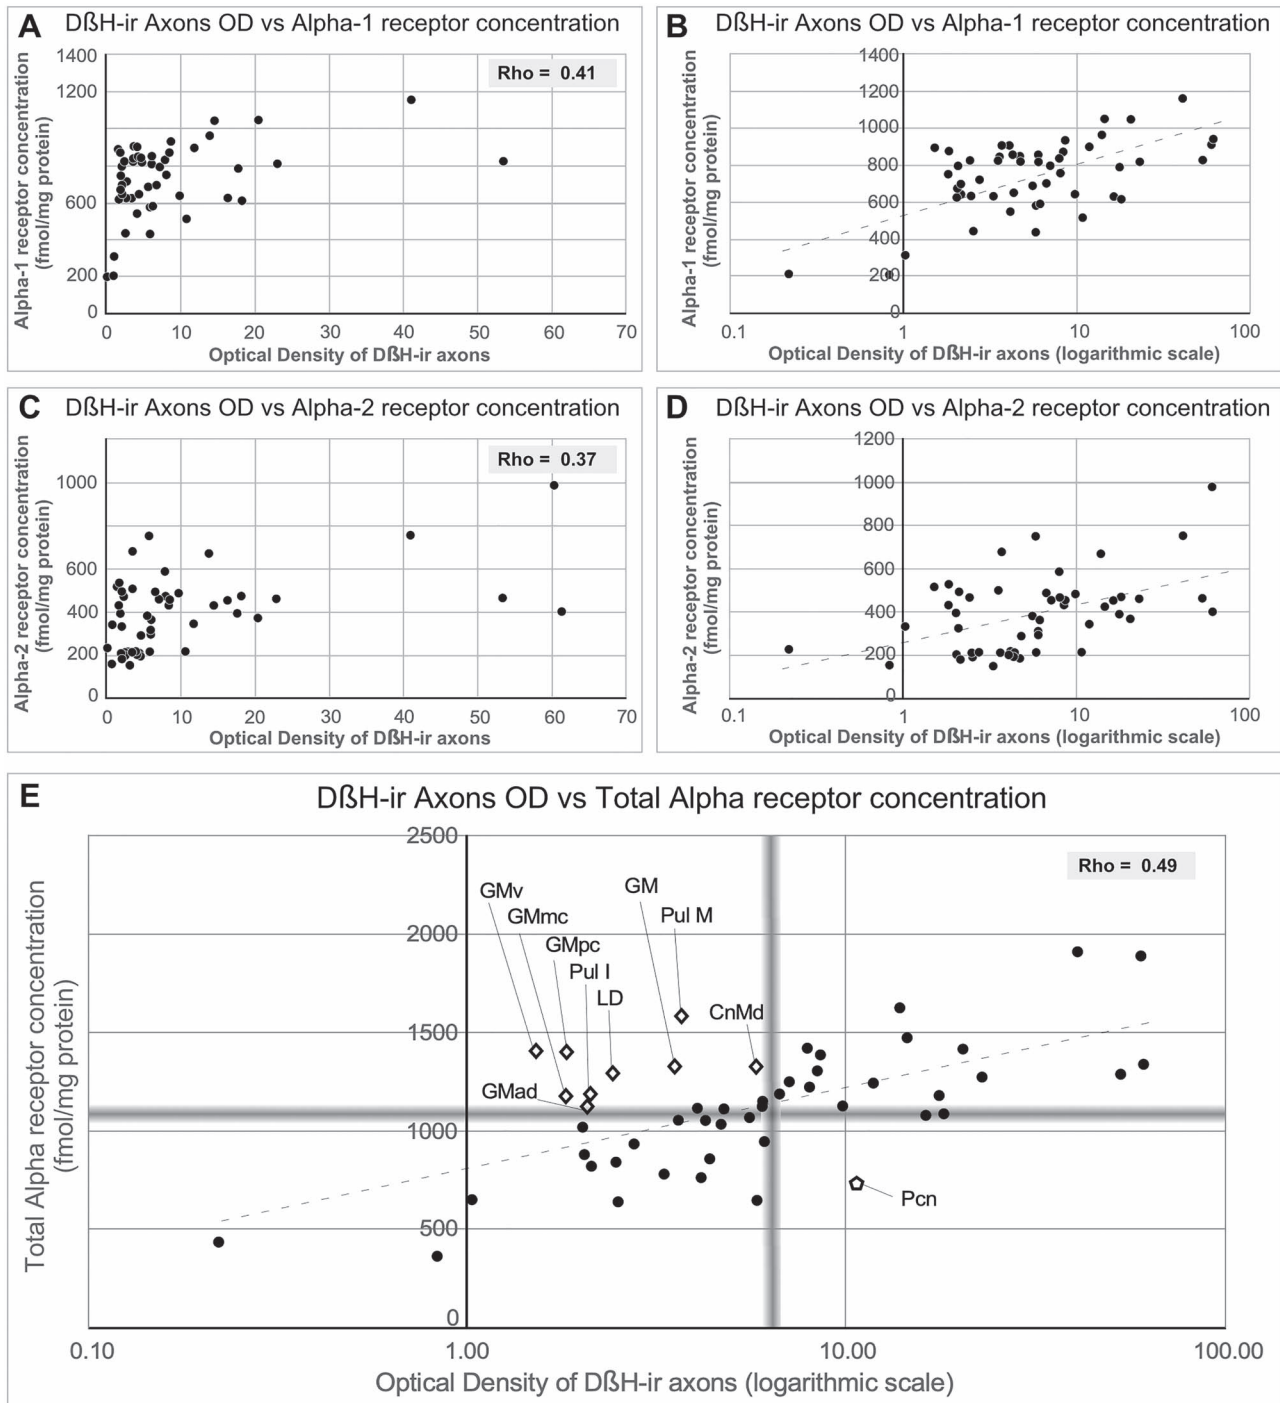 A DßH-ir Axons OD vs Alpha-1 receptor concentration
Alpha-1 receptor concentration
(fmol/mg protein)
1400
1200
600
200
0
Rho = 0.41
0 10 20 30 40 50 60 70
Optical Density of DßH-ir axons
B DßH-ir Axons OD vs Alpha-1 receptor concentration
Alpha-1 receptor concentration
(fmol/mg protein)
1400
1200
1000
800
600
400
200
0
0.1 1 10 100
Optical Density of DßH-ir axons (logarithmic scale)
C DßH-ir Axons OD vs Alpha-2 receptor concentration
Alpha-2 receptor concentration
(fmol/mg protein)
1000
600
400
200
0
Rho = 0.37
0 10 20 30 40 50 60 70
Optical Density of DßH-ir axons
D DßH-ir Axons OD vs Alpha-2 receptor concentration
Alpha-2 receptor concentration
(fmol/mg protein)
1200
1000
800
600
400
200
0
0.1 1 10 100
Optical Density of DßH-ir axons (logarithmic scale)
E DßH-ir Axons OD vs Total Alpha receptor concentration
Total Alpha receptor concentration
(fmol/mg protein)
2500
2000
1500
1000
500
0
Rho = 0.49
GMv
GMmc
GMpc
Pul I
LD
GM
Pul M
CnMd
GMad
Pcn
0.10 1.00 10.00 100.00
Optical Density of DßH-ir axons (logarithmic scale)